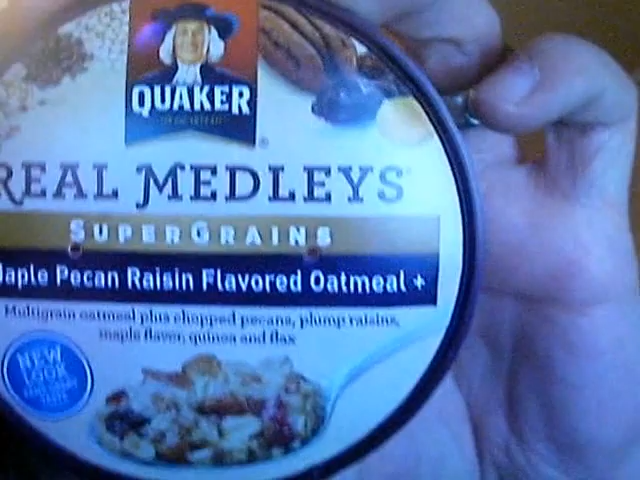 QUAKER
REAL MEDLEYS
SUPERGRAINS
Maple Pecan Raisin Flavored Oatmeal +
Multigrain oatmeal plus chopped pecans, plump raisins,
maple flavor, quinoa and flax
NEW
LOOK